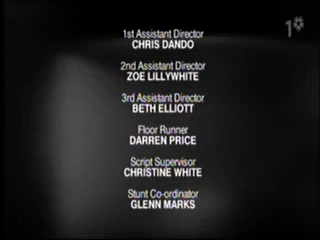 1
1st Assistant Director
CHRIS DANDO
2nd Assistant Director
ZOE LILLYWHITE
3rd Assistant Director
BETH ELLIOTT
Floor Runner
DARREN PRICE
Script Supervisor
CHRISTINE WHITE
Stunt Co-ordinator
GLENN MARKS